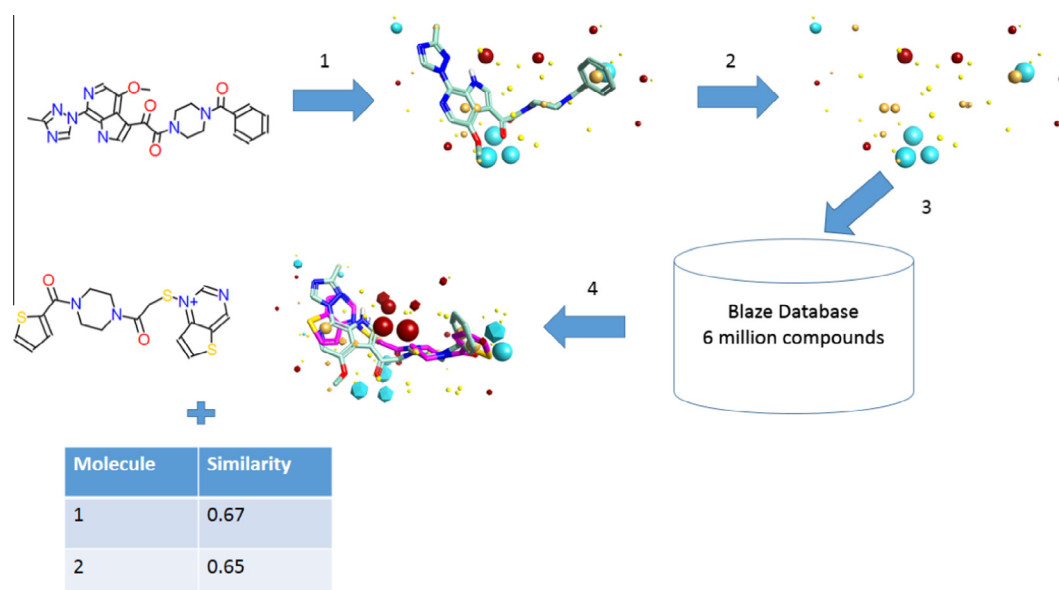 1
2
3
4
N
O
O
N
N
O
N
N
N
N
O
Blaze Database
6 million compounds
O
S
N
N
N+
N
O
S
S
Molecule Similarity
1 0.67
2 0.65